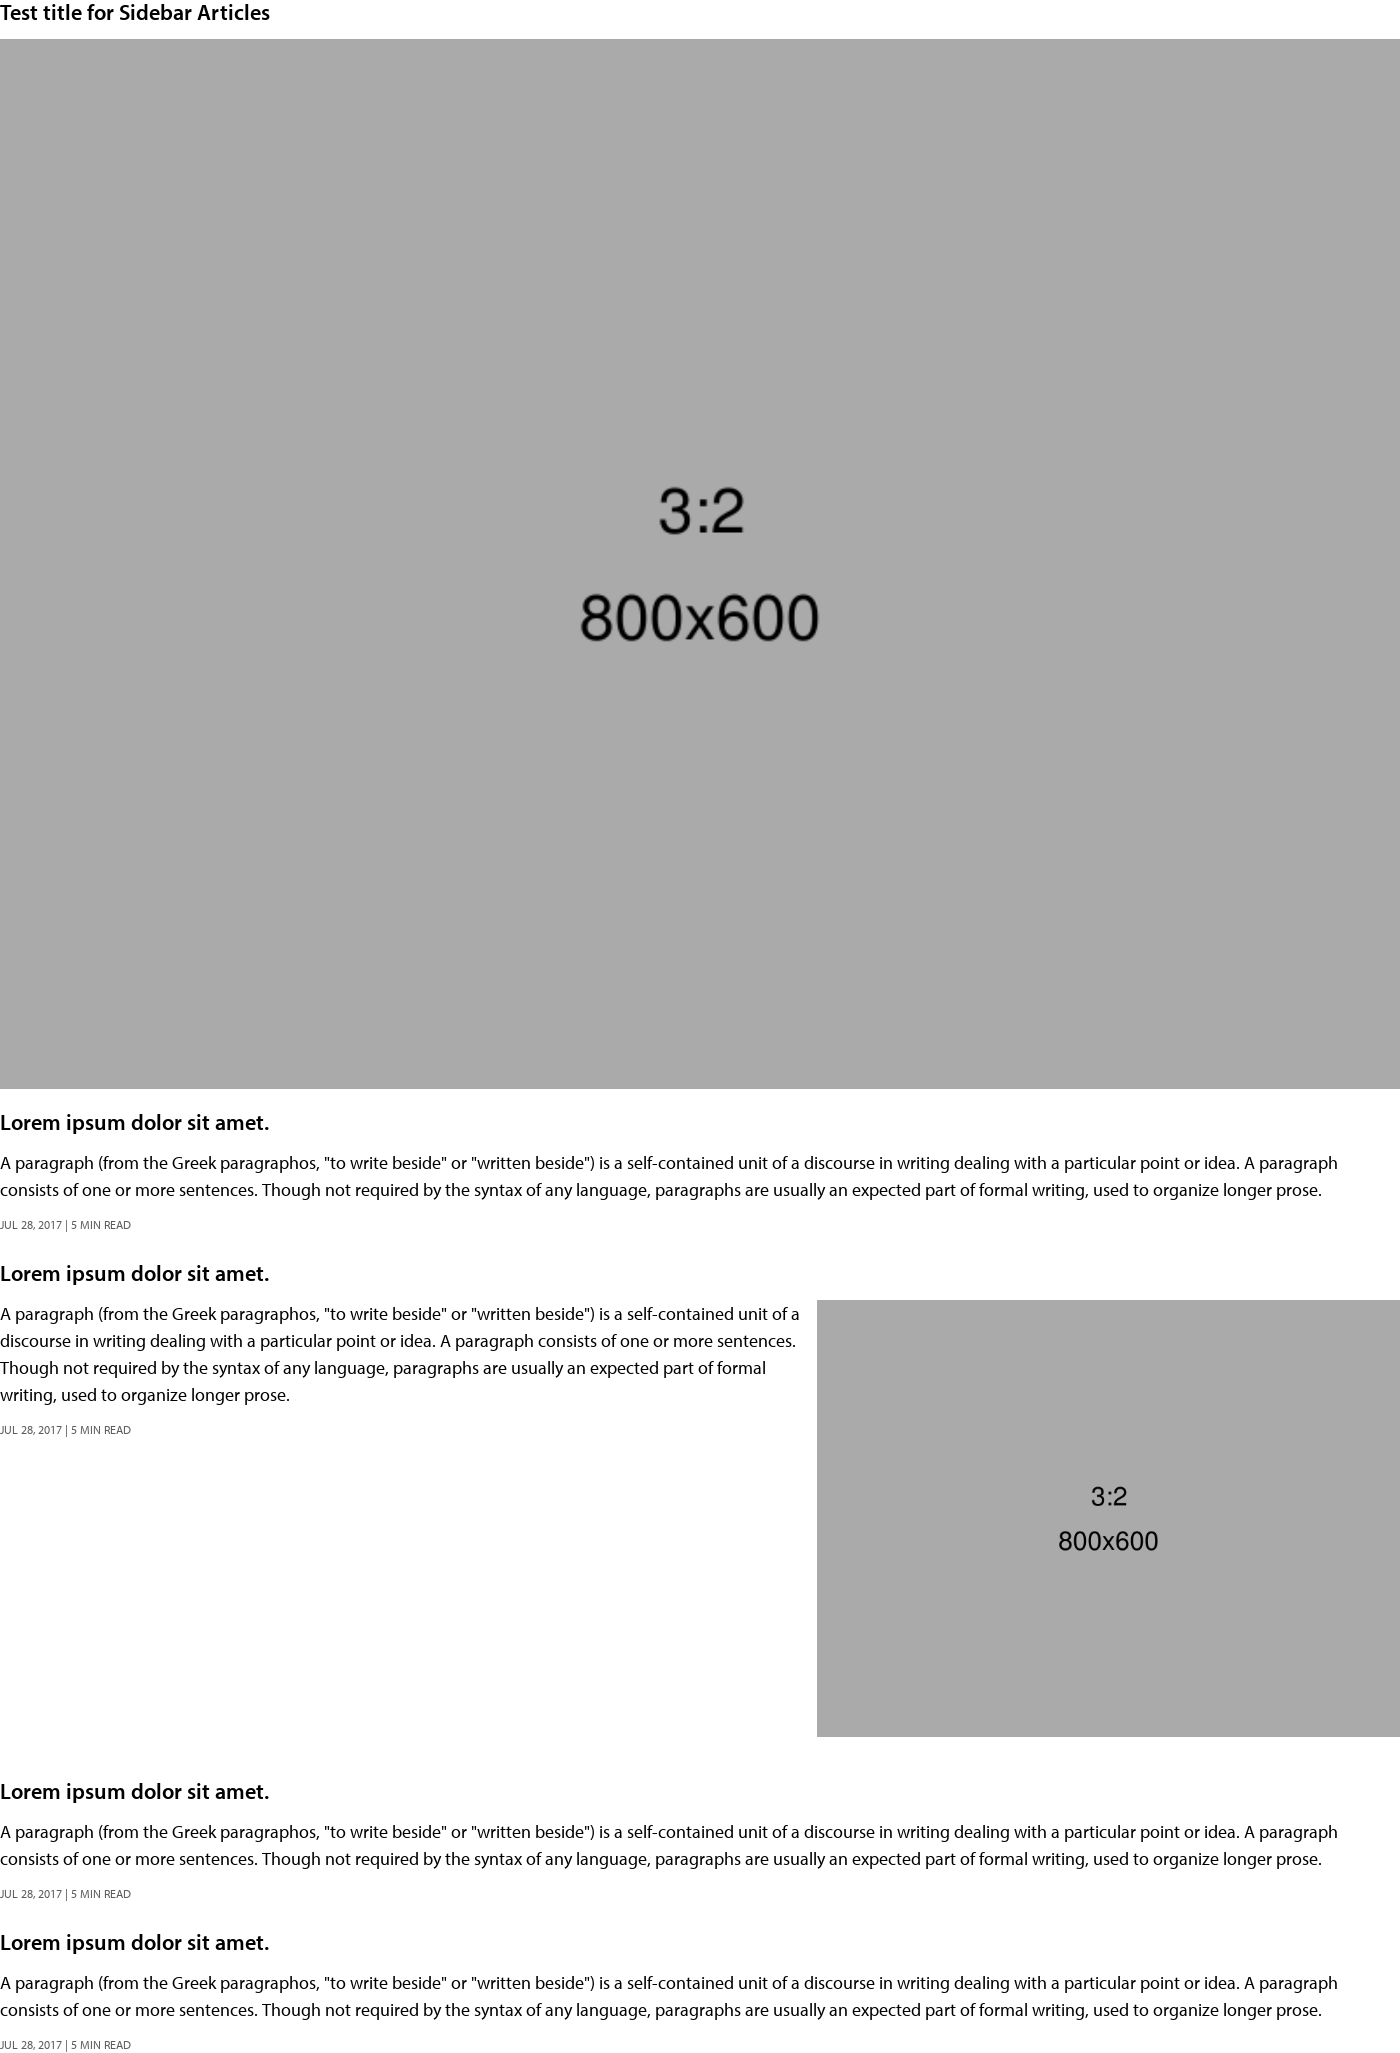 Test title for Sidebar Articles
3:2
800x600
Lorem ipsum dolor sit amet.
A paragraph (from the Greek paragraphos, "to write beside" or "written beside") is a self-contained unit of a discourse in writing dealing with a particular point or idea. A paragraph
consists of one or more sentences. Though not required by the syntax of any language, paragraphs are usually an expected part of formal writing, used to organize longer prose.
JUL 28, 2017 | 5 MIN READ
Lorem ipsum dolor sit amet.
A paragraph (from the Greek paragraphos, "to write beside" or "written beside") is a self-contained unit of a
discourse in writing dealing with a particular point or idea. A paragraph consists of one or more sentences.
Though not required by the syntax of any language, paragraphs are usually an expected part of formal
writing, used to organize longer prose.
JUL 28, 2017 | 5 MIN READ
3:2
800x600
Lorem ipsum dolor sit amet.
A paragraph (from the Greek paragraphos, "to write beside" or "written beside") is a self-contained unit of a discourse in writing dealing with a particular point or idea. A paragraph
consists of one or more sentences. Though not required by the syntax of any language, paragraphs are usually an expected part of formal writing, used to organize longer prose.
JUL 28, 2017 | 5 MIN READ
Lorem ipsum dolor sit amet.
A paragraph (from the Greek paragraphos, "to write beside" or "written beside") is a self-contained unit of a discourse in writing dealing with a particular point or idea. A paragraph
consists of one or more sentences. Though not required by the syntax of any language, paragraphs are usually an expected part of formal writing, used to organize longer prose.
JUL 28, 2017 | 5 MIN READ